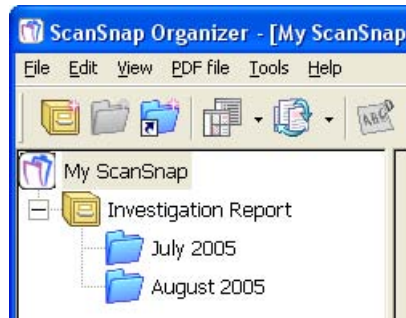 ScanSnap Organizer - [My ScanSnap
File Edit View PDF file Tools Help
ABCD
My ScanSnap
Investigation Report
July 2005
August 2005